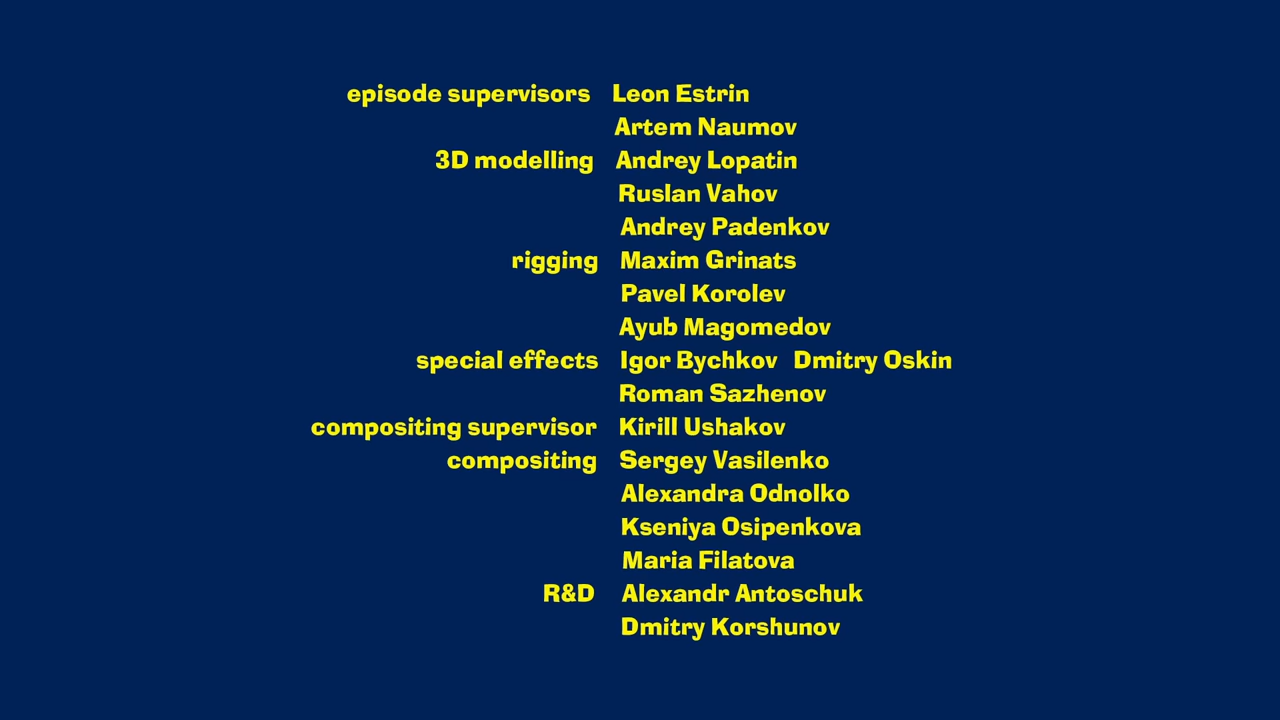 episode supervisors Leon Estrin
Artem Naumov
3D modelling Andrey Lopatin
Ruslan Vahov
Andrey Padenkov
rigging Maxim Grinats
Pavel Korolev
Ayub Magomedov
special effects Igor Bychkov Dmitry Oskin
Roman Sazhenov
compositing supervisor Kirill Ushakov
compositing Sergey Vasilenko
Alexandra Odnolko
Kseniya Osipenkova
Maria Filatova
R&D Alexandr Antoschuk
Dmitry Korshunov